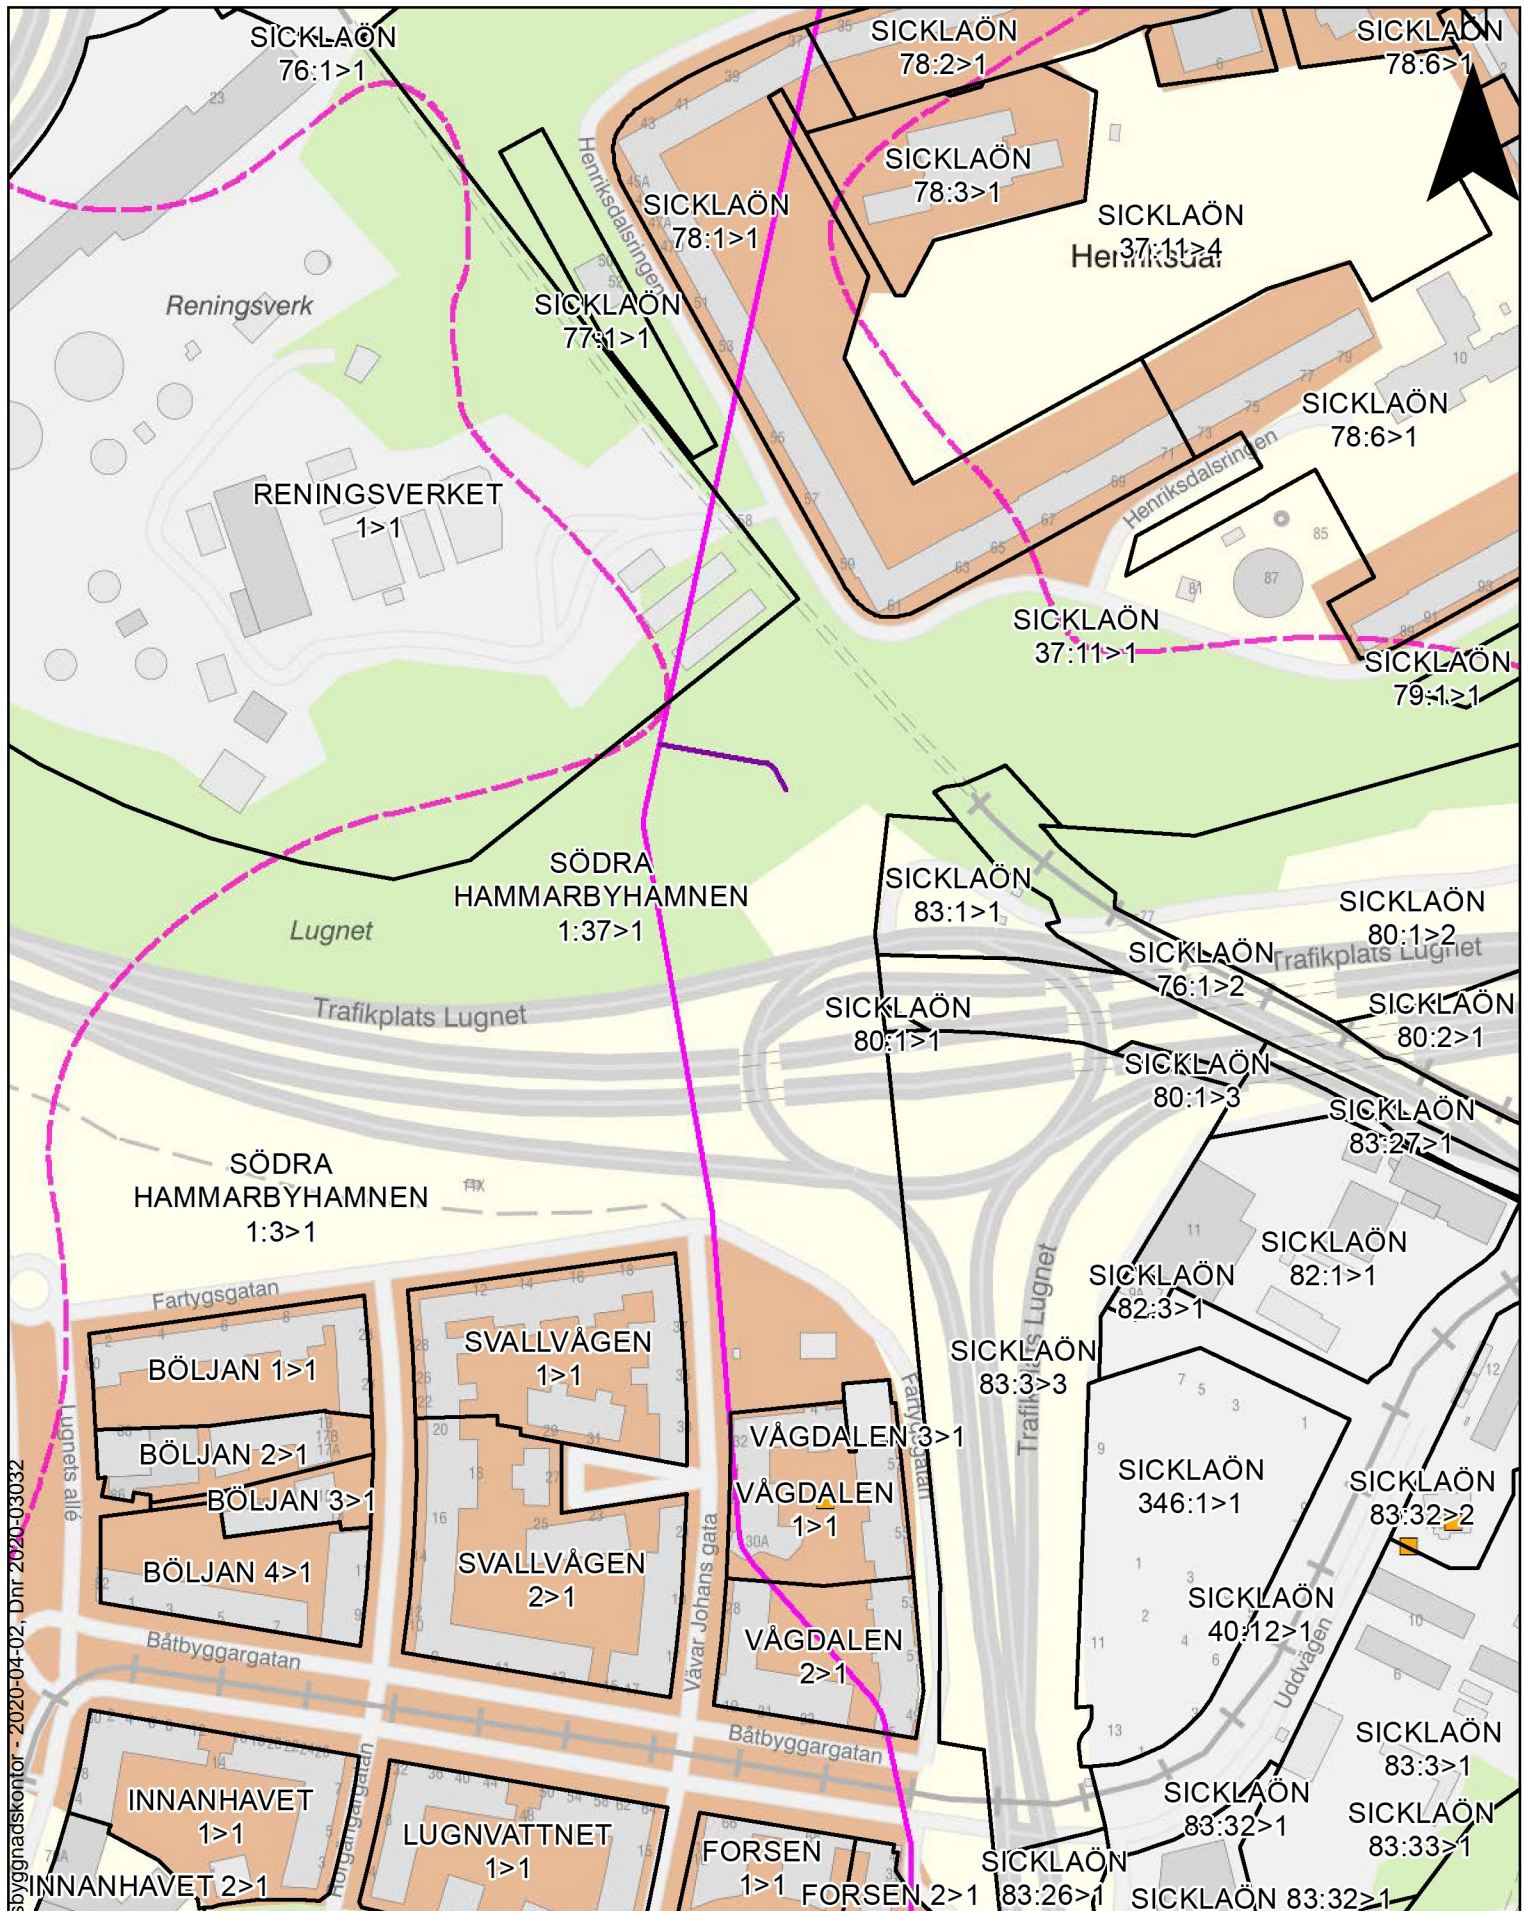 SICKLAÖN
76:1>1
SICKLAÖN
78:2>1
SICKLAÖN
78:6>1
SICKLAÖN
78:3>1
SICKLAÖN
78:1>1
SICKLAÖN
37:11>4
Henriksdal
Henriksdalsringen
Reningsverk
SICKLAÖN
77:1>1
SICKLAÖN
78:6>1
Henriksdalsringen
RENINGSVERKET
1>1
SICKLAÖN
37:11>1
SICKLAÖN
79:1>1
SÖDRA
HAMMARBYHAMNEN
1:37>1
Lugnet
SICKLAÖN
83:1>1
SICKLAÖN
80:1>2
Trafikplats Lugnet
SICKLAÖN
76:1>2
Trafikplats Lugnet
SICKLAÖN
80:1>1
SICKLAÖN
80:2>1
SICKLAÖN
80:1>3
SICKLAÖN
83:27>1
SÖDRA
HAMMARBYHAMNEN
1:3>1
SICKLAÖN
82:1>1
SICKLAÖN
82:3>1
Fartygsgatan
SVALLVÅGEN
1>1
BÖLJAN 1>1
SICKLAÖN
83:3>3
Trafikplats Lugnet
Fartygsgatan
Lugnets allé
BÖLJAN 2>1
VÅGDALEN 3>1
VÅGDALEN
1>1
SICKLAÖN
346:1>1
SICKLAÖN
83:32>2
BÖLJAN 3>1
BÖLJAN 4>1
SVALLVÅGEN
2>1
Vävar Johans gata
SICKLAÖN
40:12>1
Uddvägen
VÅGDALEN
2>1
Båtbyggargatan
Båtbyggargatan
SICKLAÖN
83:3>1
INNANHAVET
1>1
SICKLAÖN
83:32>1
SICKLAÖN
83:33>1
LUGNVATTNET
1>1
FORSEN
1>1
SICKLAÖN
83:26>1
INNANHAVET 2>1
FORSEN 2>1
SICKLAÖN 83:32>1
sbyggnadskontor - 2020-04-02, Dnr 2020-03032